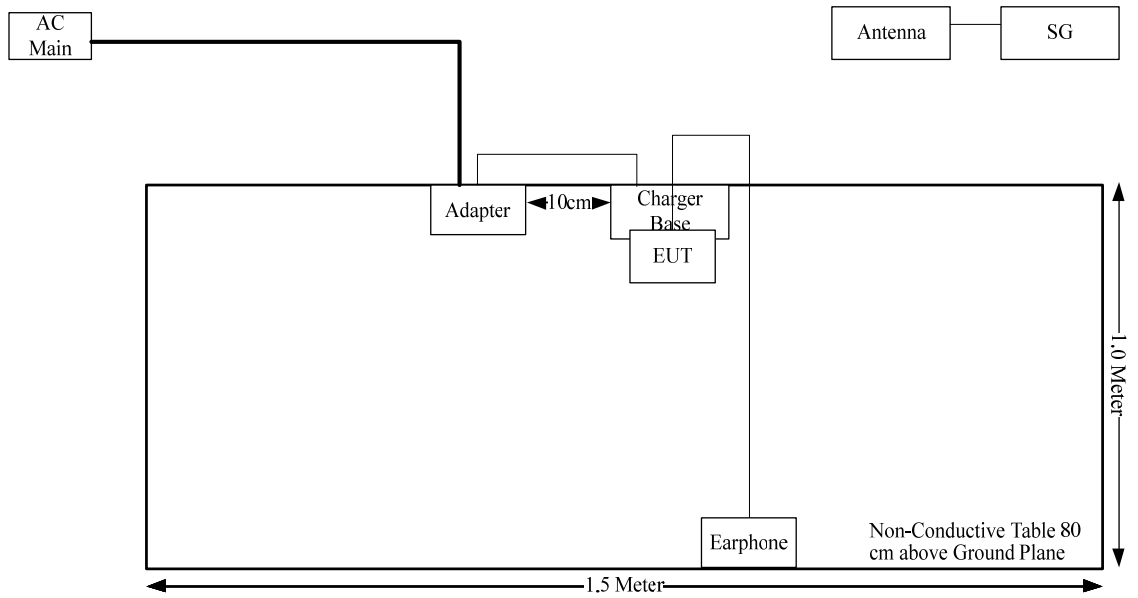 AC
Main
Antenna
SG
Adapter
10cm
Charger
Base
EUT
1.0 Meter
Earphone
Non-Conductive Table 80
cm above Ground Plane
1.5 Meter